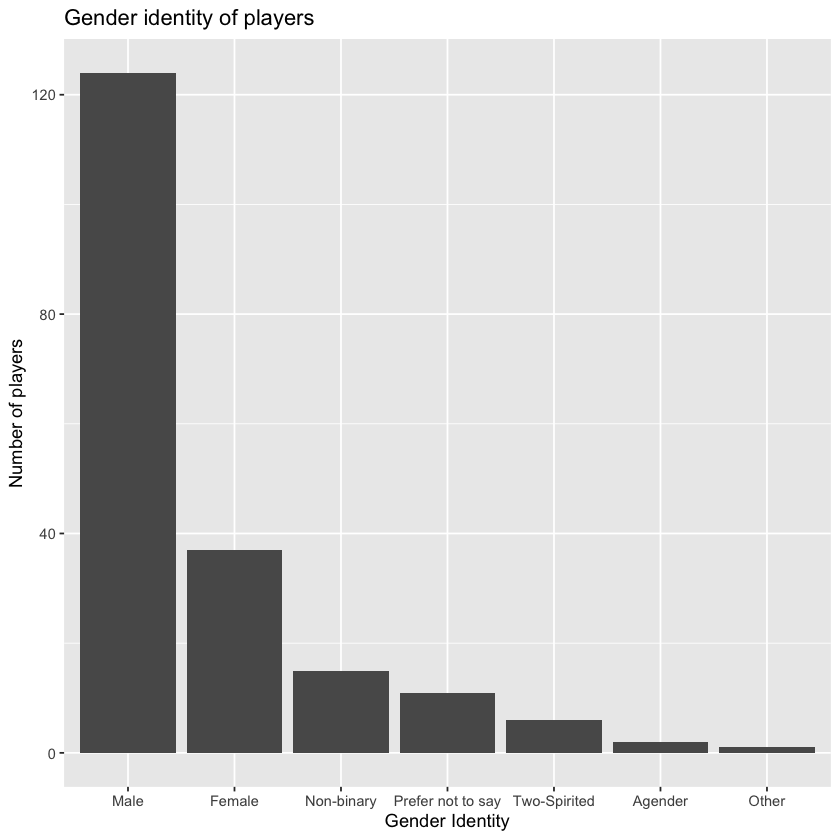 Gender identity of players
Number of players
120
80
40
0
Male Female Non-binary Prefer not to say Two-Spirited Agender Other
Gender Identity